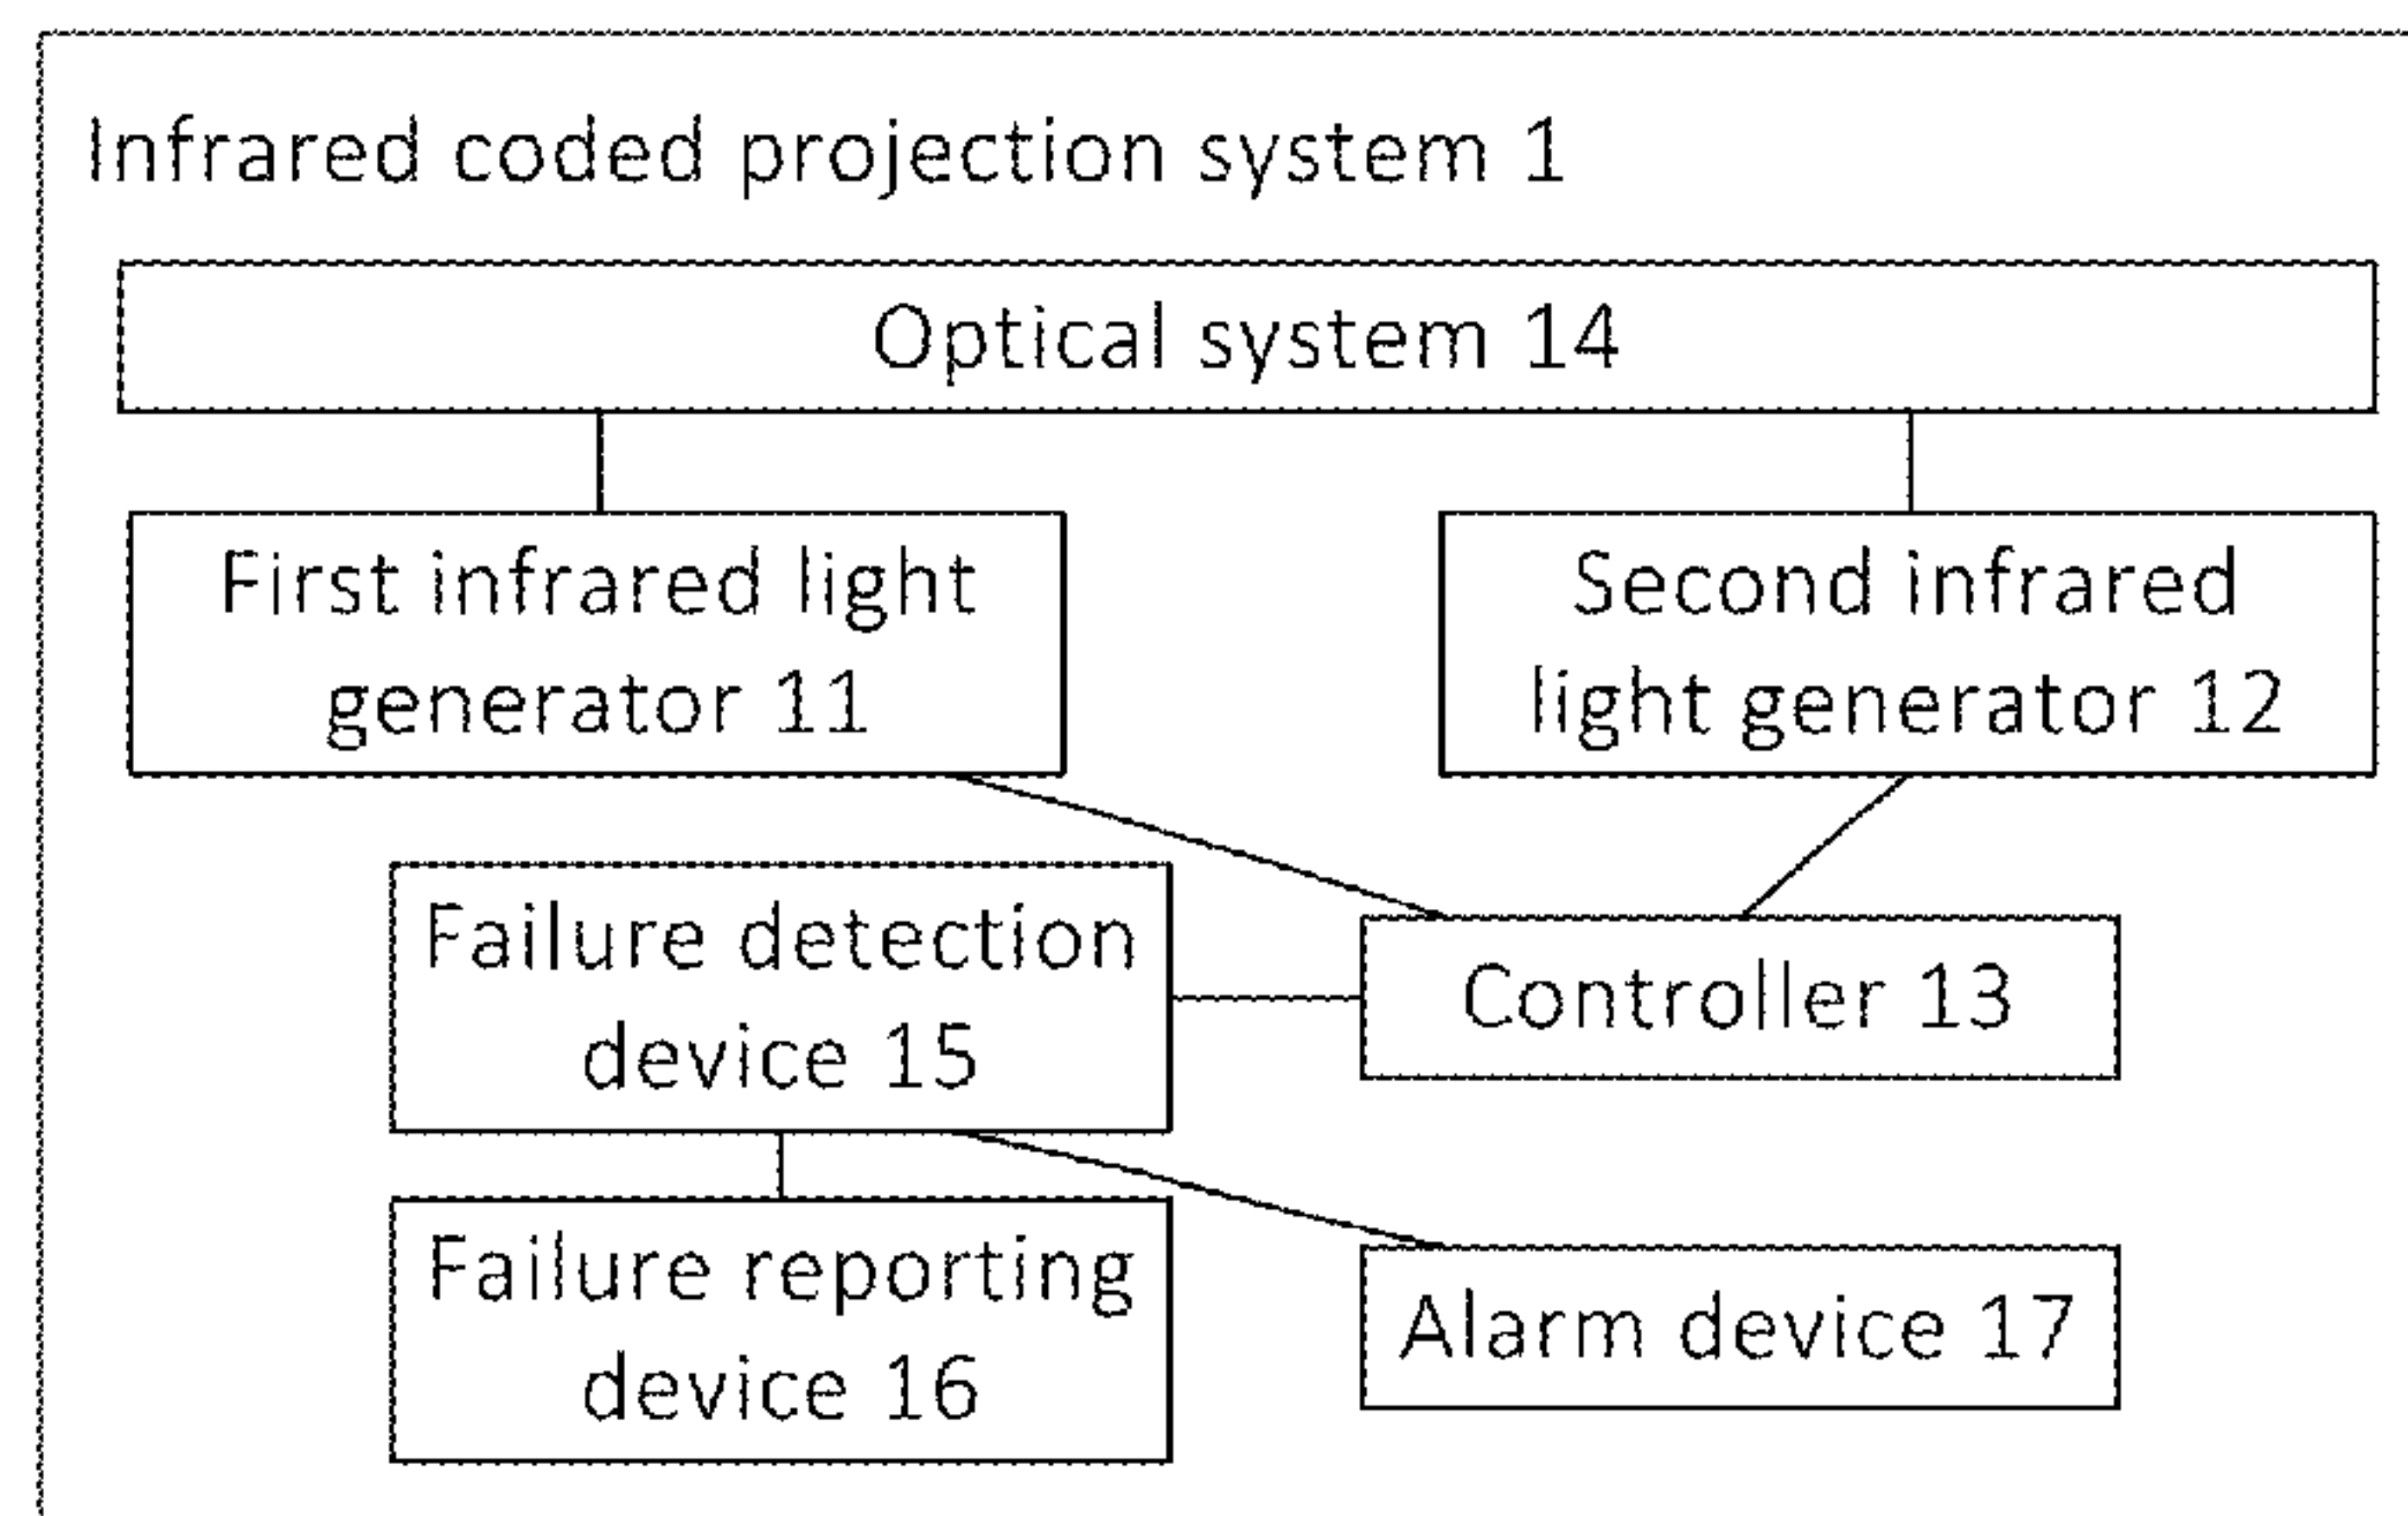 Infrared coded projection system 1
Optical system 14
First infrared light
generator 11
Second infrared
light generator 12
Failure detection
device 15
Controller 13
Failure reporting
device 16
Alarm device 17